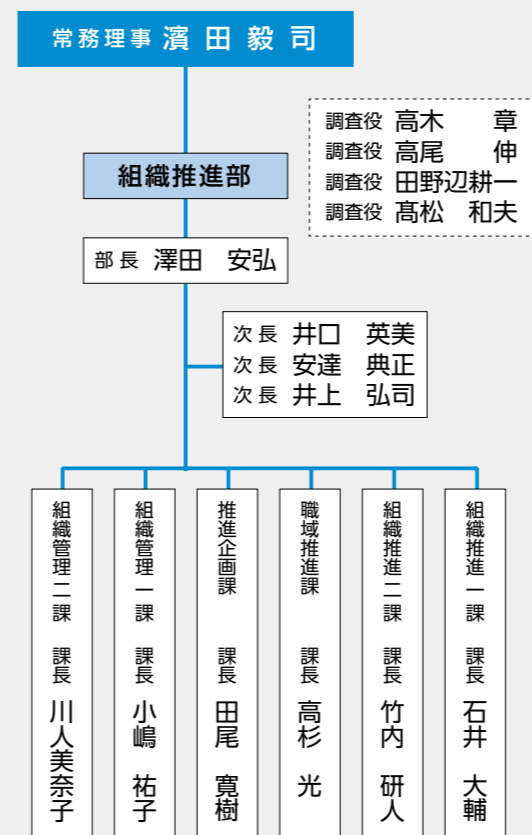 常務理事 濱田毅司
調査役 高木 章
調査役 高尾 伸
調査役 田野辺耕一
調査役 髙松 和夫
組織推進部
部長 澤田 安弘
次長 井口 英美
次長 安達 典正
次長 井上 弘司
組織推進一課 課長 石井 大輔
組織推進二課 課長 竹内 研人
職域推進課 課長 高杉 光
推進企画課 課長 田尾 寛樹
組織管理一課 課長 小嶋 祐子
組織管理二課 課長 川人美奈子